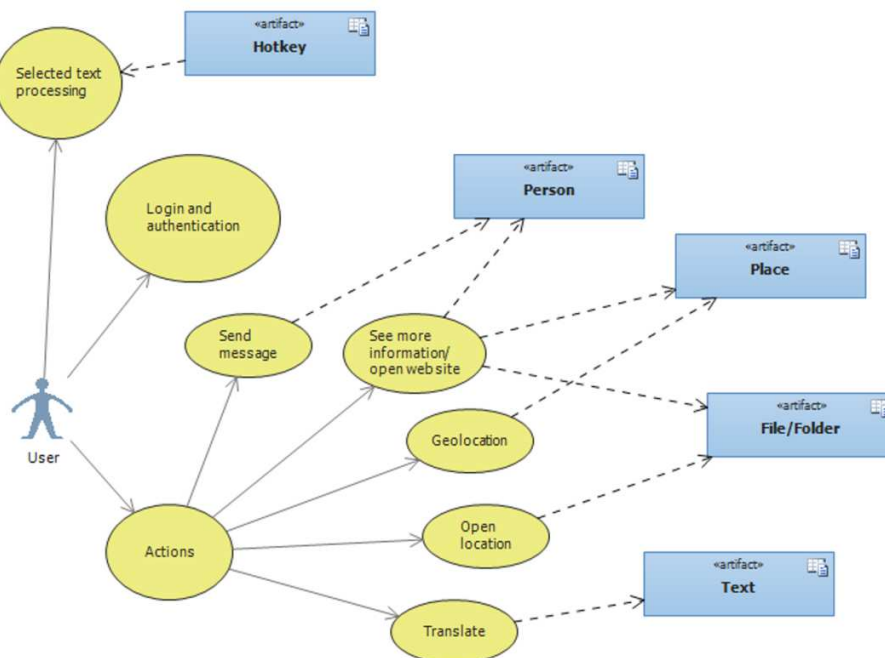 «artifact»
Hotkey
Selected text
processing
«artifact»
Person
Login and
authentication
«artifact»
Place
Send
message
See more
information/
open web site
«artifact»
File/Folder
Geolocation
User
Open
location
Actions
«artifact»
Text
Translate